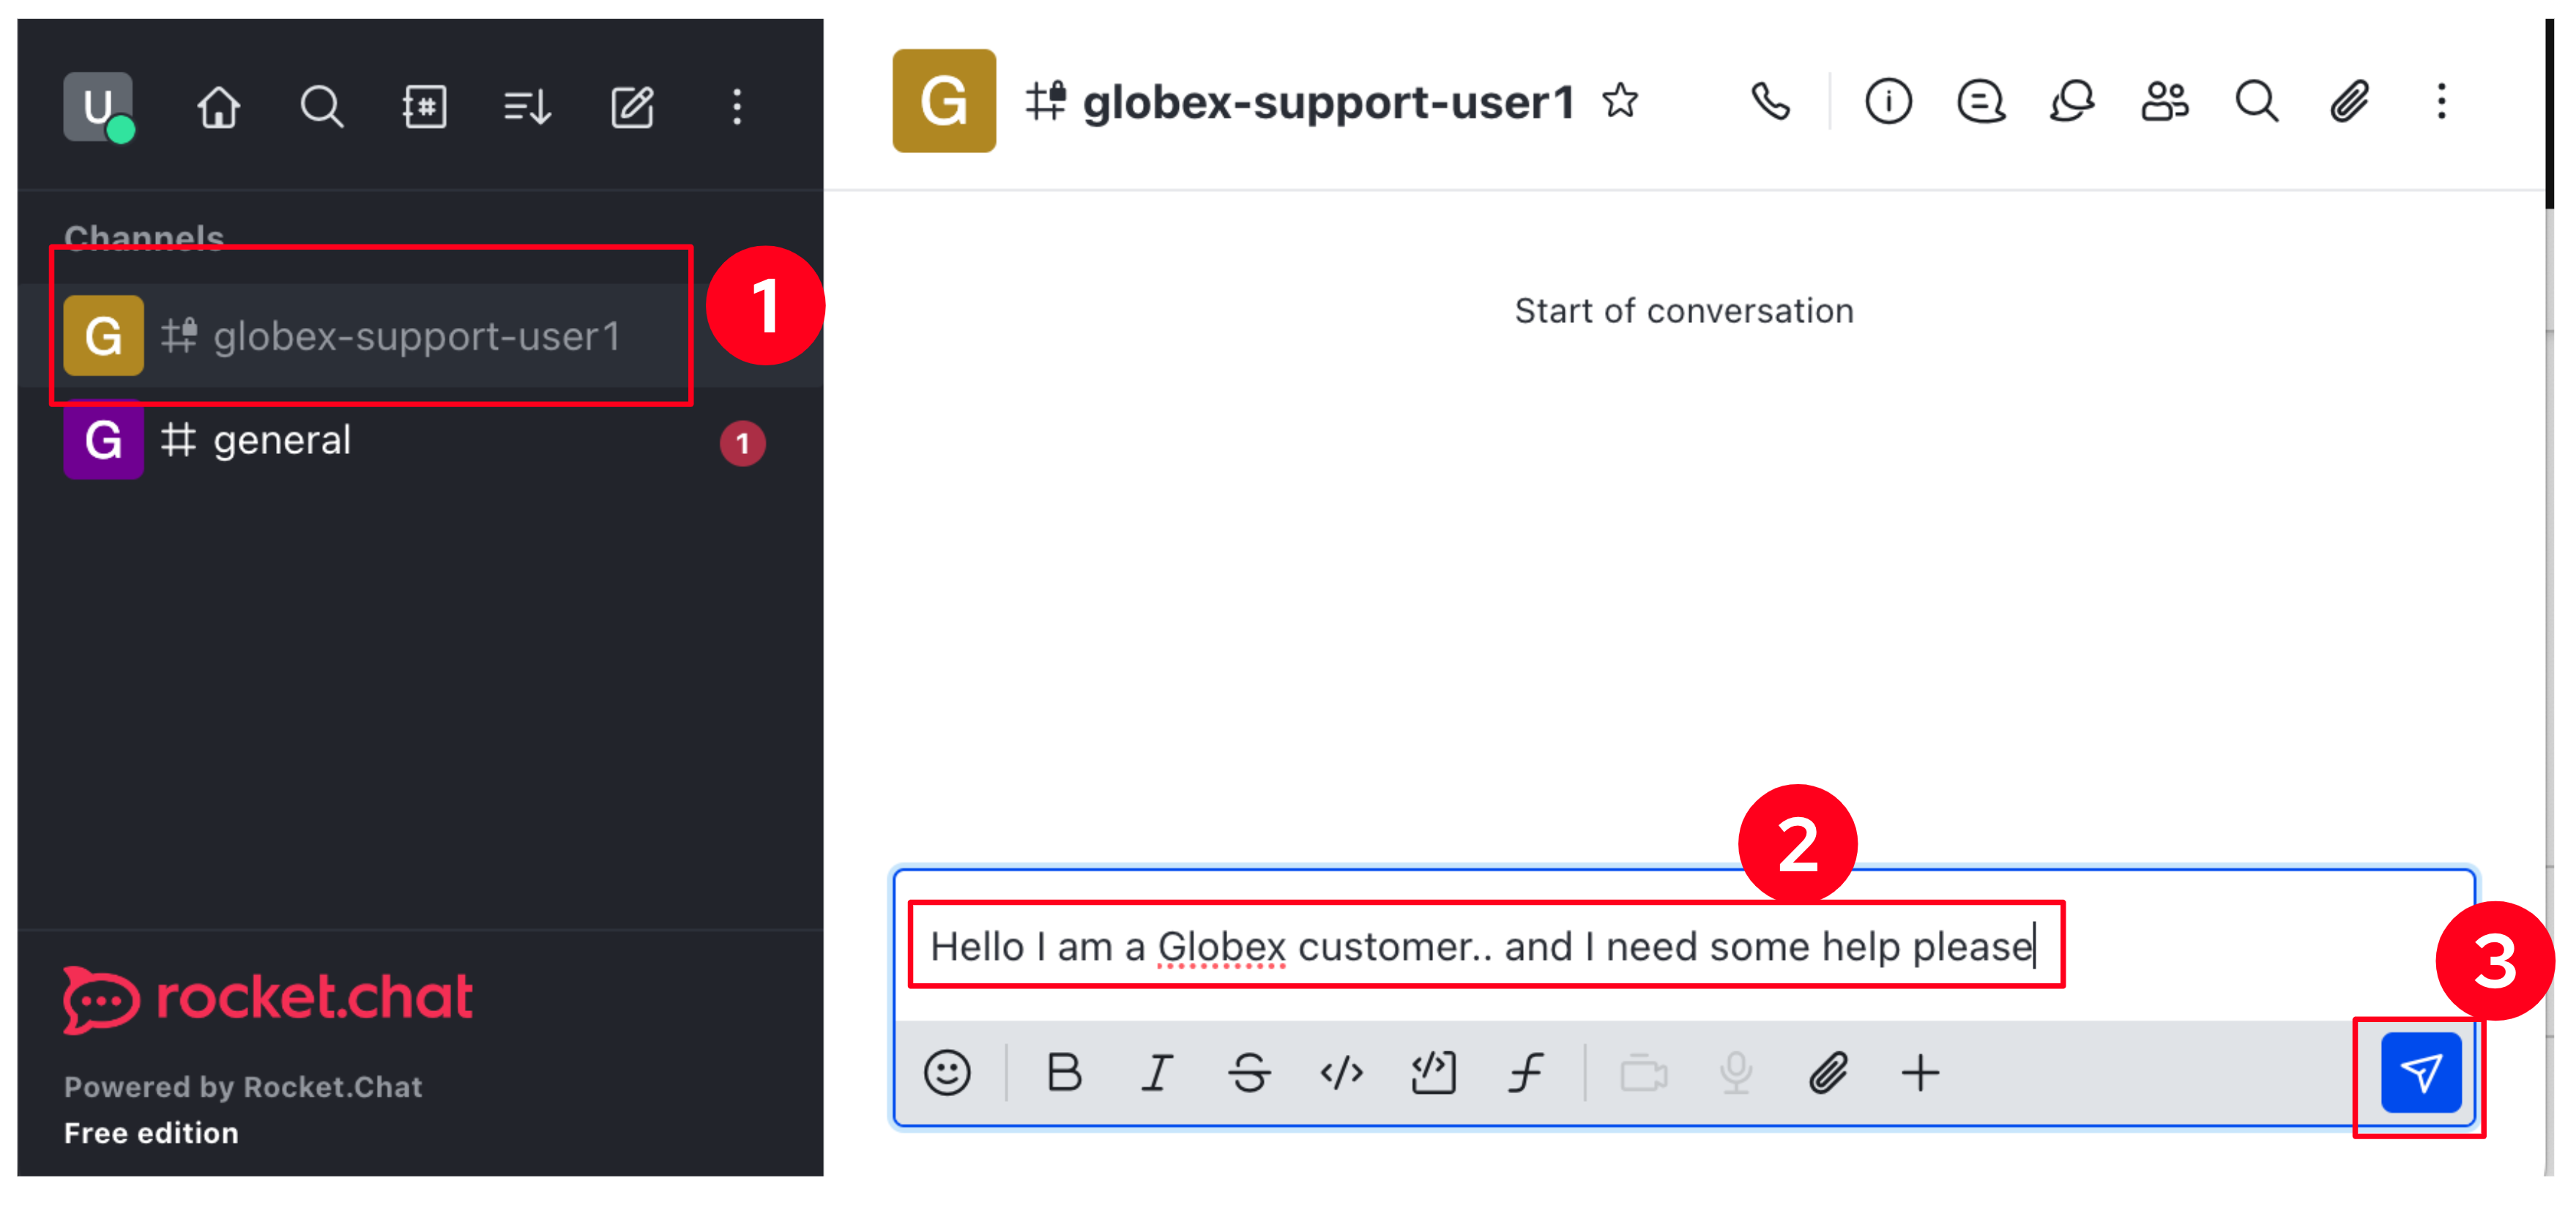 U
Channels
G globex-support-user1
1
G # general 1
rocket.chat
Powered by Rocket.Chat
Free edition
G globex-support-user1
Start of conversation
2
Hello I am a Globex customer.. and I need some help please
3
B I S </> </> f +